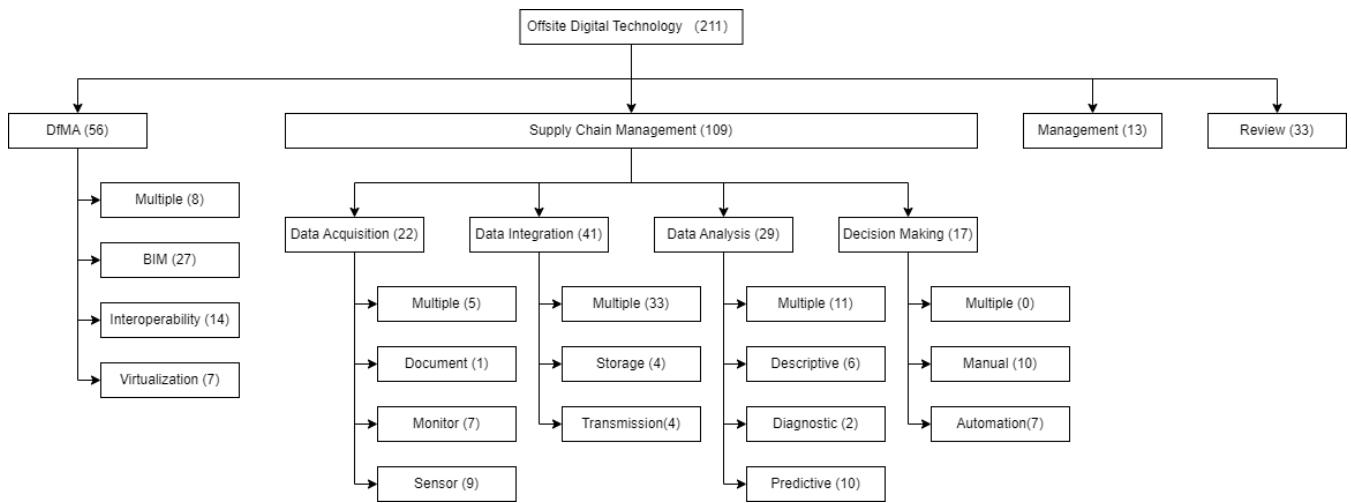 Offsite Digital Technology (211)
DfMA (56)
Supply Chain Management (109)
Management (13)
Review (33)
Multiple (8)
BIM (27)
Interoperability (14)
Virtualization (7)
Data Acquisition (22)
Data Integration (41)
Data Analysis (29)
Decision Making (17)
Multiple (5)
Document (1)
Monitor (7)
Sensor (9)
Multiple (33)
Storage (4)
Transmission(4)
Multiple (11)
Descriptive (6)
Diagnostic (2)
Predictive (10)
Multiple (0)
Manual (10)
Automation(7)